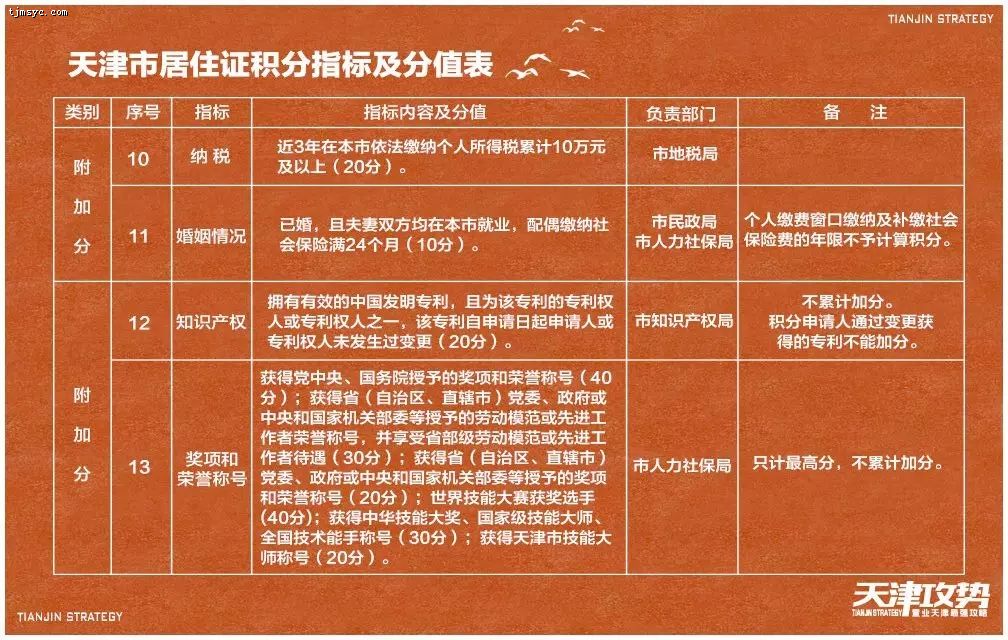 tjmsyc.com
TIANJIN STRATEGY
天津市居住证积分指标及分值表
类别 序号 指标 指标内容及分值 负责部门 备 注
附加分
10
纳 税
近3年在本市依法缴纳个人所得税累计10万元
及以上（20分）。
市地税局
11
婚姻情况
已婚，且夫妻双方均在本市就业，配偶缴纳社
会保险满24个月（10分）。
市民政局
市人力社保局
个人缴费窗口缴纳及补缴社会
保险费的年限不予计算积分。
附加分
12
知识产权
拥有有效的中国发明专利，且为该专利的专利权
人或专利权人之一，该专利自申请日起申请人或
专利权人未发生过变更（20分）。
市知识产权局
不累计加分。
积分申请人通过变更获
得的专利不能加分。
13
奖项和
荣誉称号
获得党中央、国务院授予的奖项和荣誉称号（40
分）；获得省（自治区、直辖市）党委、政府或
中央和国家机关部委等授予的劳动模范或先进工
作者荣誉称号，并享受省部级劳动模范或先进工
作者待遇（30分）；获得省（自治区、直辖市）
党委、政府或中央和国家机关部委等授予的奖项
和荣誉称号（20分）；世界技能大赛获奖选手
(40分)；获得中华技能大奖、国家级技能大师、
全国技术能手称号（30分）；获得天津市技能大
师称号（20分）。
市人力社保局
只计最高分，不累计加分。
TIANJIN STRATEGY
天津攻势
TIANJIN STRATEGY 置业天津最强攻略